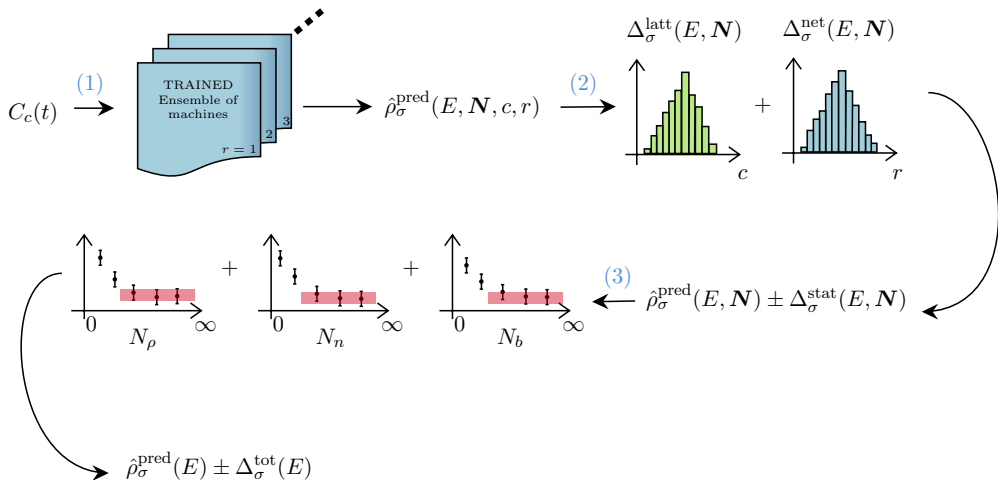 C_c(t)
(1)
TRAINED
Ensemble of
machines
r = 1
2
3
ρ̂_σ^pred(E, N, c, r)
(2)
Δ_σ^latt(E, N)
c
+
Δ_σ^net(E, N)
r
0
N_ρ
∞
+
0
N_n
∞
+
0
N_b
∞
(3)
ρ̂_σ^pred(E, N) ± Δ_σ^stat(E, N)
ρ̂_σ^pred(E) ± Δ_σ^tot(E)